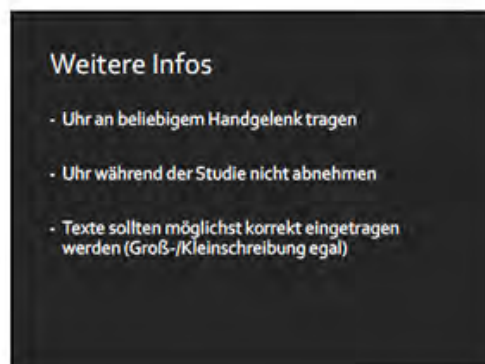 Weitere Infos
- Uhr an beliebigem Handgelenk tragen
- Uhr während der Studie nicht abnehmen
- Texte sollten möglichst korrekt eingetragen
werden (Groß-/Kleinschreibung egal)